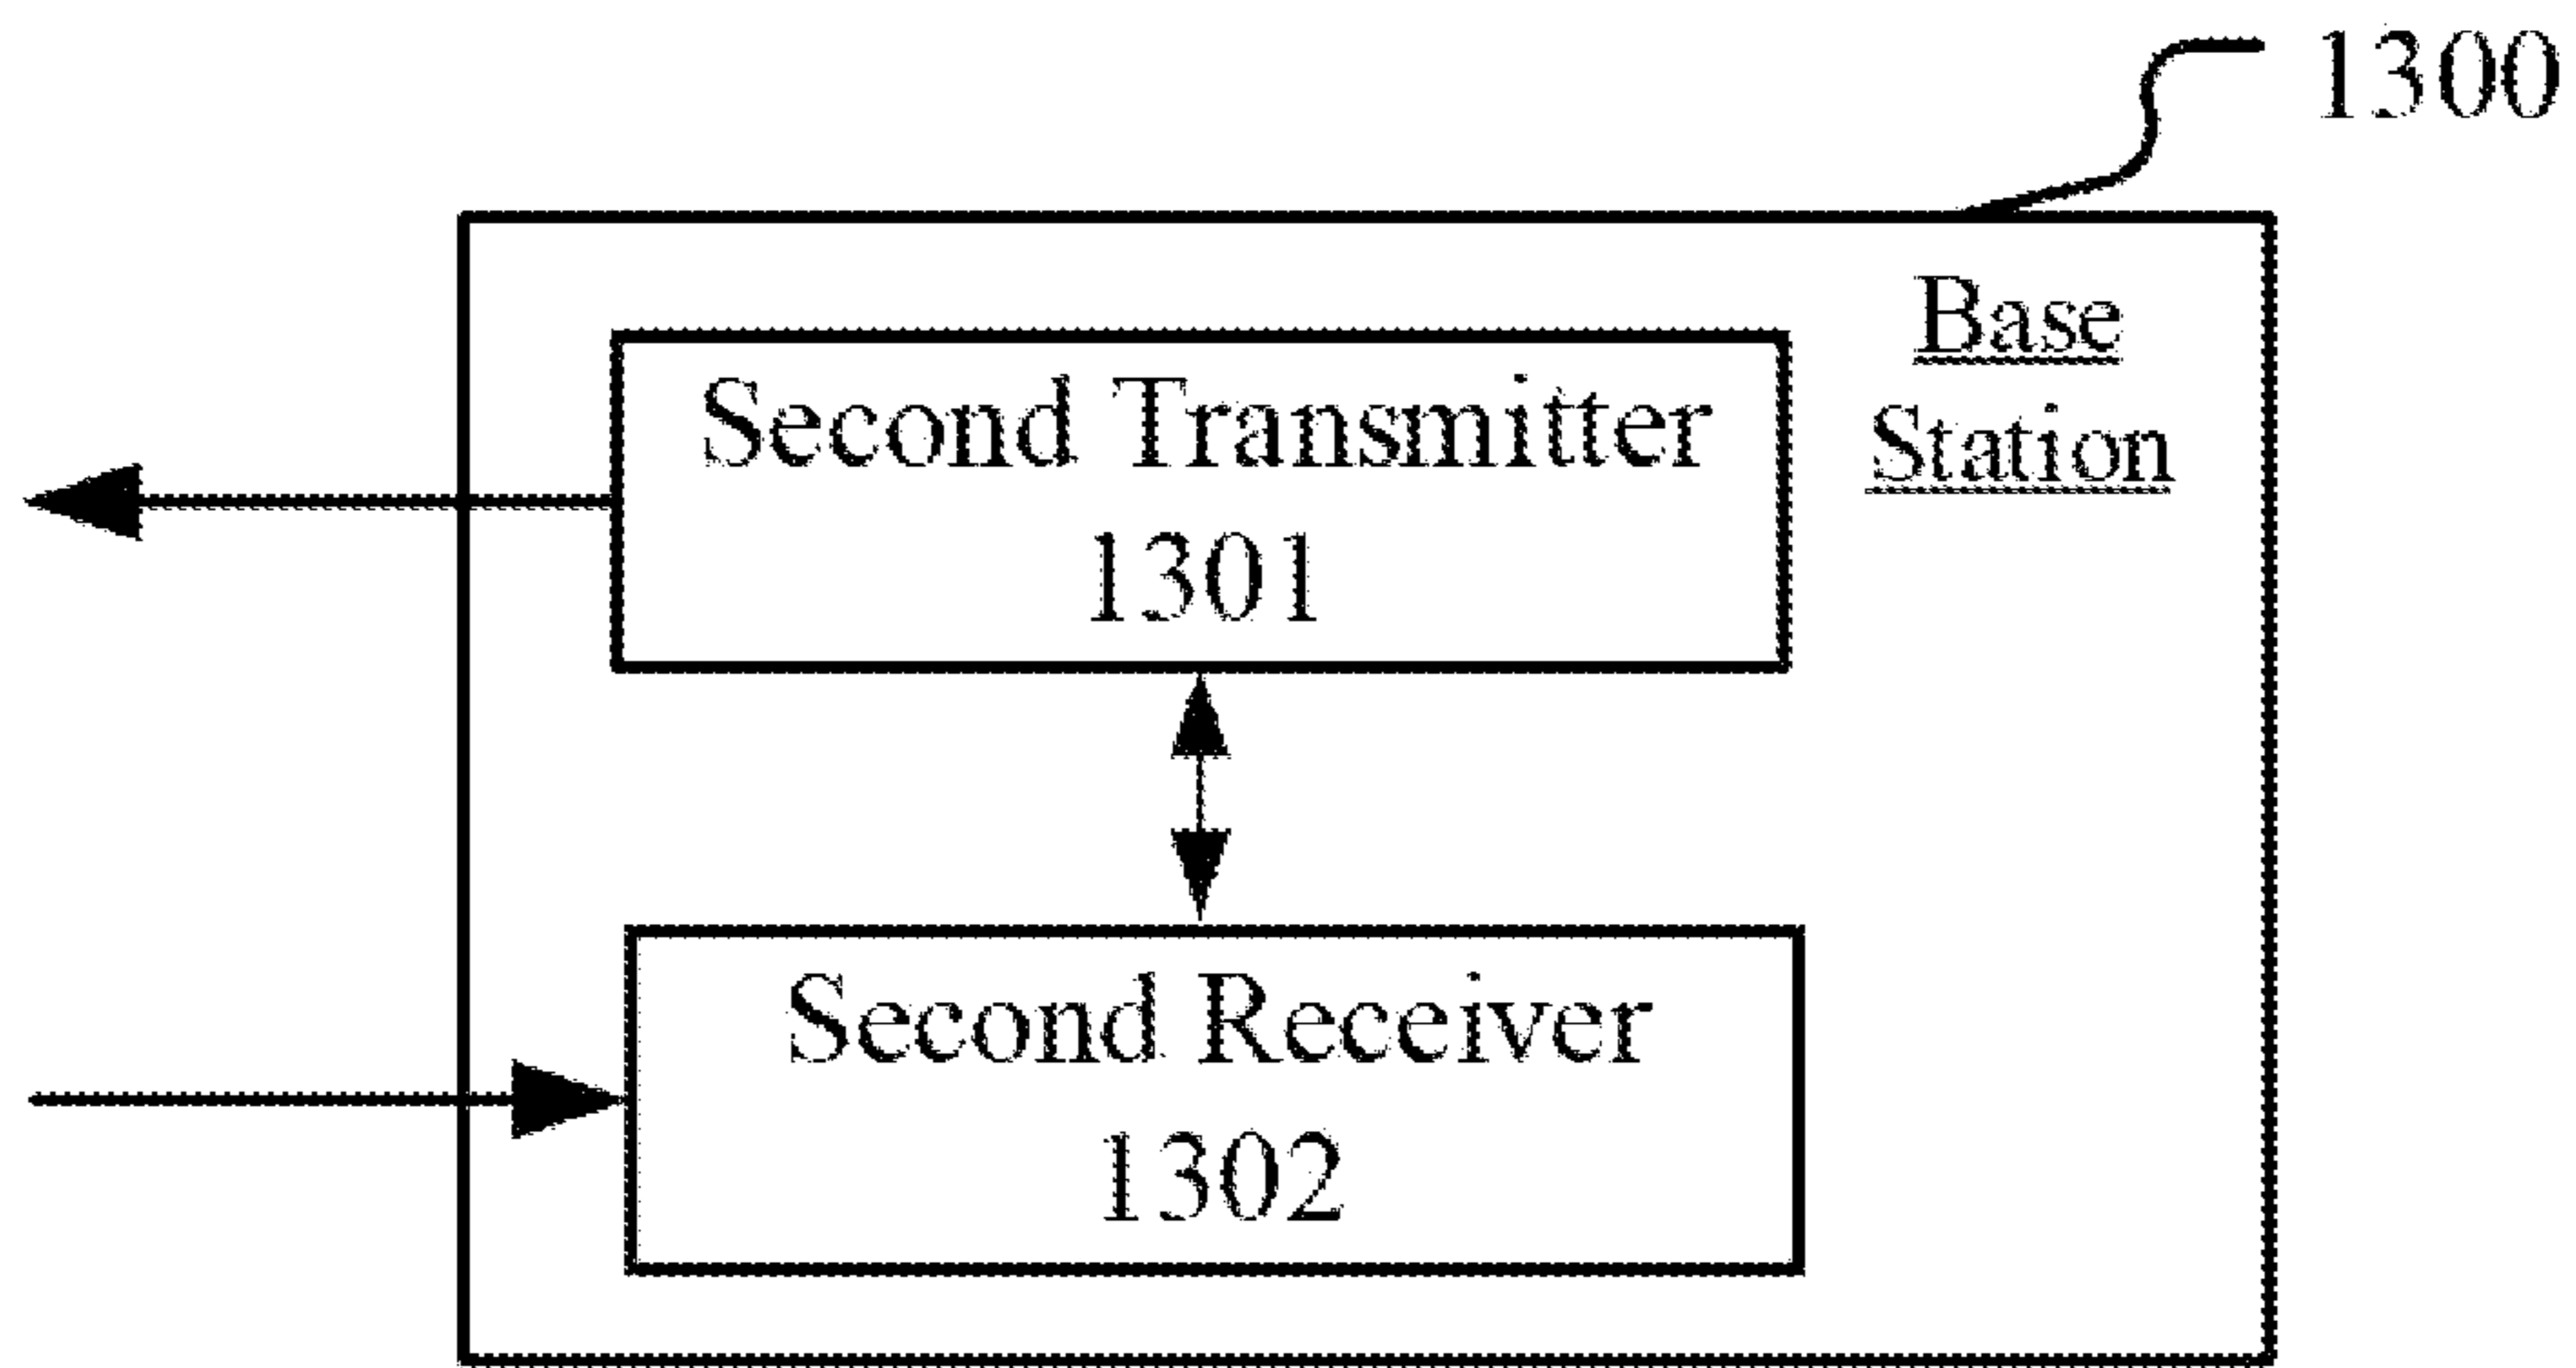 1300
Base
Station
Second Transmitter
1301
Second Receiver
1302